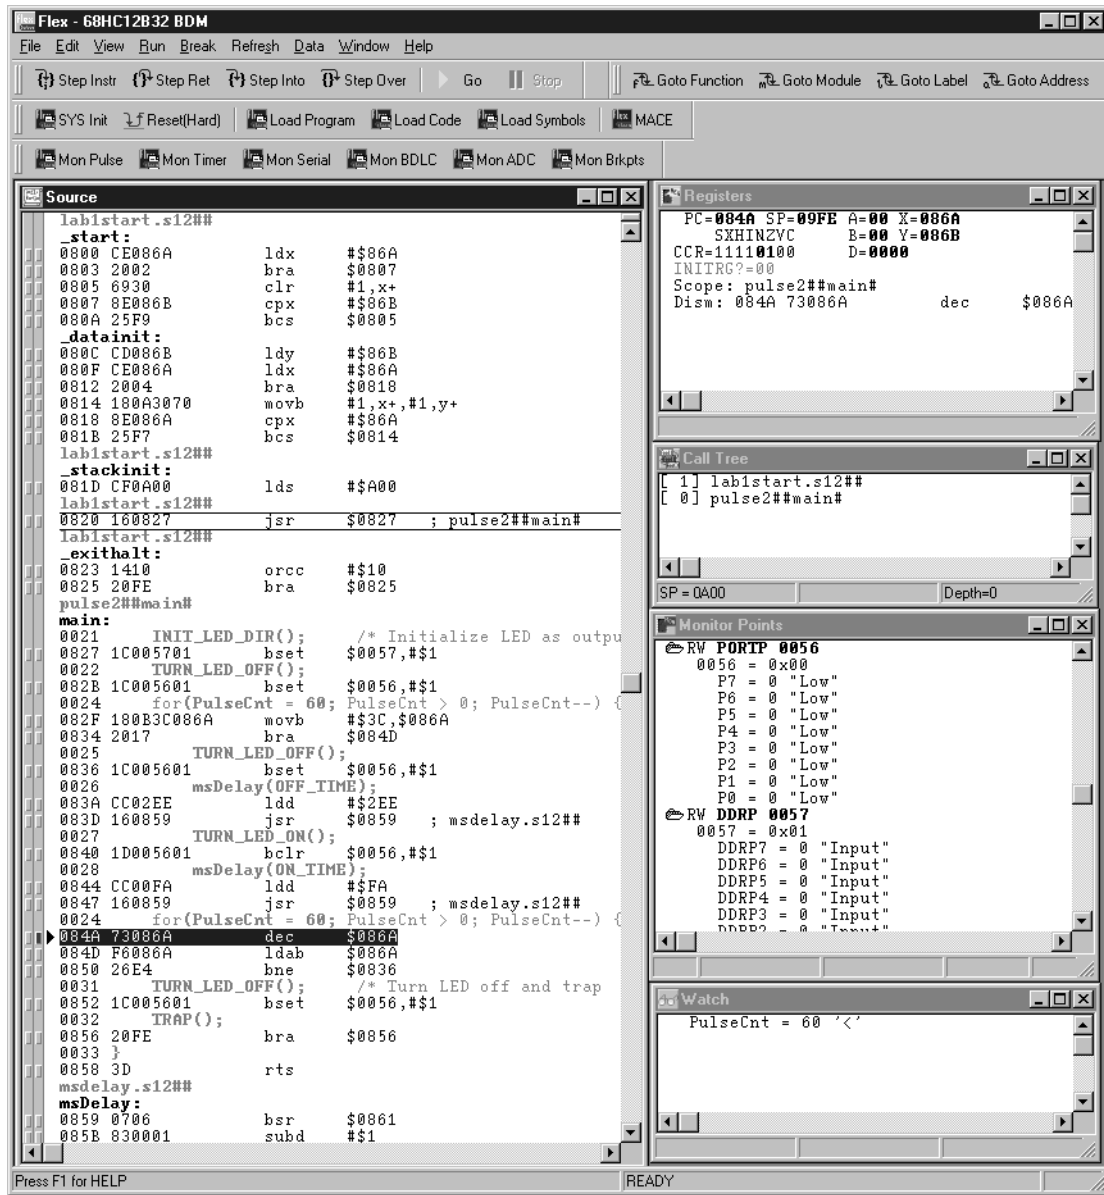 Flex - 68HC12B32 BDM
File Edit View Run Break Refresh Data Window Help
Step Instr Step Ret Step Into Step Over Go Stop Goto Function Goto Module Goto Label Goto Address
SYS Init Reset(Hard) Load Program Load Code Load Symbols MACE
Mon Pulse Mon Timer Mon Serial Mon BDLC Mon ADC Mon Brkpts
Source
lab1start.s12##
_start:
0800 CE086A ldx #$86A
0803 2002 bra $0807
0805 6930 clr #1,x+
0807 8E086B cpx #$86B
080A 25F9 bcs $0805
_datainit:
080C CD086B ldy #$86B
080F CE086A ldx #$86A
0812 2004 bra $0818
0814 180A3070 movb #1,x+,#1,y+
0818 8E086A cpx #$86A
081B 25F7 bcs $0814
lab1start.s12##
_stackinit:
081D CF0A00 lds #$A00
lab1start.s12##
0820 160827 jsr $0827 ; pulse2##main#
lab1start.s12##
_exithalt:
0823 1410 orcc #$10
0825 20FE bra $0825
pulse2##main#
main:
0021 INIT_LED_DIR(); /* Initialize LED as outpu
0827 1C005701 bset $0057,#$1
0022 TURN_LED_OFF();
082B 1C005601 bset $0056,#$1
0024 for(PulseCnt = 60; PulseCnt > 0; PulseCnt--) {
082F 180B3C086A movb #$3C,$086A
0834 2017 bra $084D
0025 TURN_LED_OFF();
0836 1C005601 bset $0056,#$1
0026 msDelay(OFF_TIME);
083A CC02EE ldd #$2EE
083D 160859 jsr $0859 ; msdelay.s12##
0027 TURN_LED_ON();
0840 1D005601 bclr $0056,#$1
0028 msDelay(ON_TIME);
0844 CC00FA ldd #$FA
0847 160859 jsr $0859 ; msdelay.s12##
0024 for(PulseCnt = 60; PulseCnt > 0; PulseCnt--) {
084A 73086A dec $086A
084D F6086A ldab $086A
0850 26E4 bne $0836
0031 TURN_LED_OFF(); /* Turn LED off and trap
0852 1C005601 bset $0056,#$1
0032 TRAP();
0856 20FE bra $0856
0033 }
0858 3D rts
msdelay.s12##
msDelay:
0859 0706 bsr $0861
085B 830001 subd #$1
Registers
PC=084A SP=09FE A=00 X=086A
SXHINZVC B=00 Y=086B
CCR=11110100 D=0000
INITRG?=00
Scope: pulse2##main#
Dism: 084A 73086A dec $086A
Call Tree
[ 1] lab1start.s12##
[ 0] pulse2##main#
SP = 0A00 Depth=0
Monitor Points
RW PORTP 0056
0056 = 0x00
P7 = 0 "Low"
P6 = 0 "Low"
P5 = 0 "Low"
P4 = 0 "Low"
P3 = 0 "Low"
P2 = 0 "Low"
P1 = 0 "Low"
P0 = 0 "Low"
RW DDRP 0057
0057 = 0x01
DDRP7 = 0 "Input"
DDRP6 = 0 "Input"
DDRP5 = 0 "Input"
DDRP4 = 0 "Input"
DDRP3 = 0 "Input"
DDRP2 = 0 "Input"
Watch
PulseCnt = 60 '<'
Press F1 for HELP READY